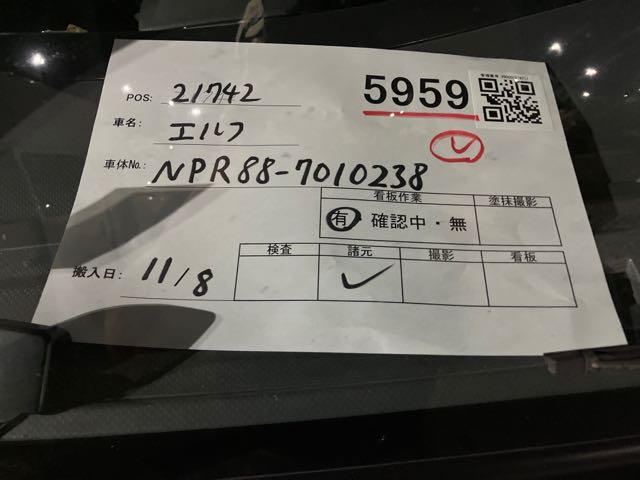 5959
POS: 21742
車名: エルフ
車体No.: NPR88-7010238
看板作業 塗抹撮影
有 確認中・無
搬入日: 11/8
検査 諸元 撮影 看板